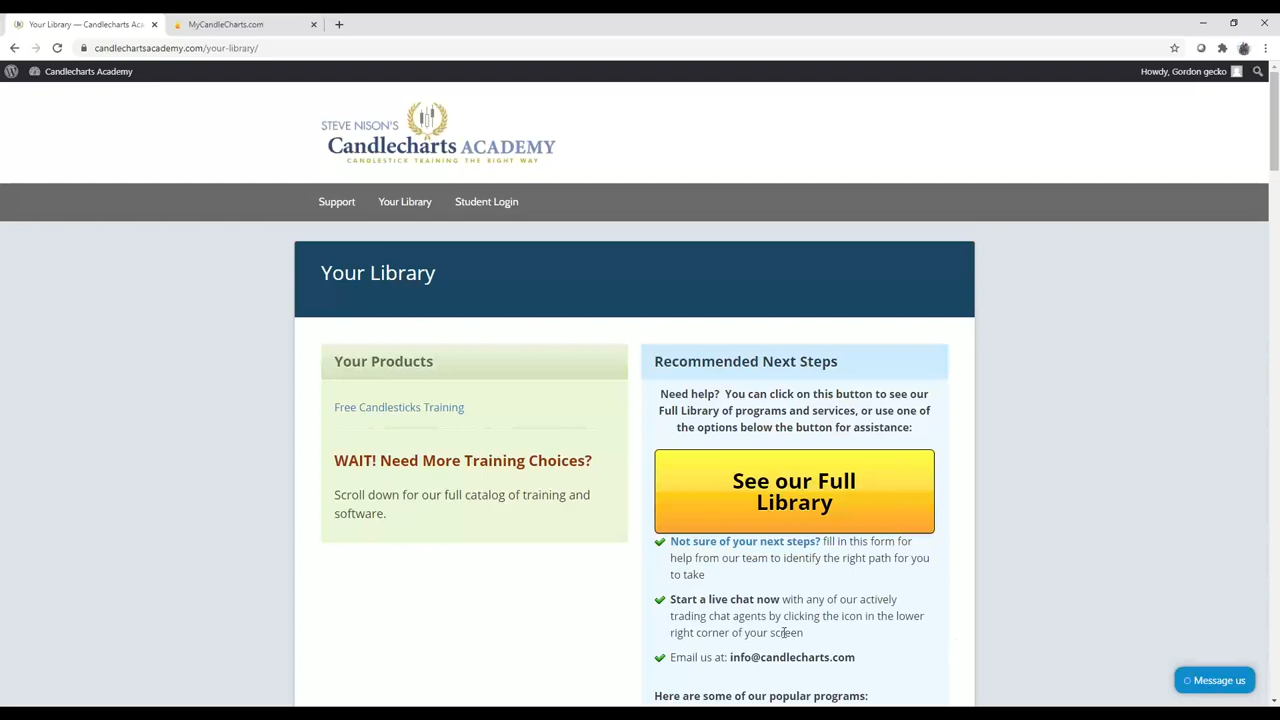 Your Library — Candlecharts Aca
MyCandleCharts.com
candlechartsacademy.com/your-library/
Candlecharts Academy
Howdy, Gordon gecko
STEVE NISON'S
Candlecharts ACADEMY
CANDLESTICK TRAINING THE RIGHT WAY
Support
Your Library
Student Login
Your Library
Your Products
Free Candlesticks Training
WAIT! Need More Training Choices?
Scroll down for our full catalog of training and
software.
Recommended Next Steps
Need help? You can click on this button to see our
Full Library of programs and services, or use one of
the options below the button for assistance:
See our Full
Library
Not sure of your next steps? fill in this form for
help from our team to identify the right path for you
to take
Start a live chat now with any of our actively
trading chat agents by clicking the icon in the lower
right corner of your screen
Email us at: info@candlecharts.com
Here are some of our popular programs:
Message us